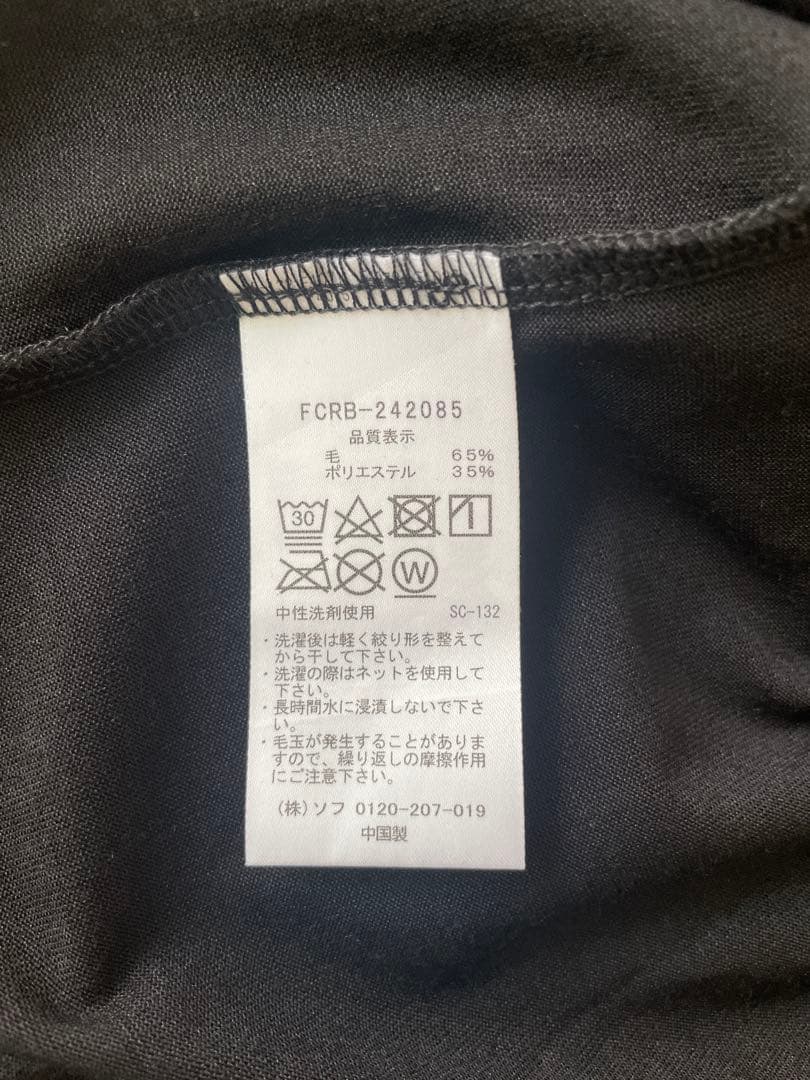 FCRB-242085
品質表示
毛 65%
ポリエステル 35%
30
W
中性洗剤使用 SC-132
・洗濯後は軽く絞り形を整えて
から干して下さい。
・洗濯の際はネットを使用して
下さい。
・長時間水に浸漬しないで下さ
い。
・毛玉が発生することがありま
すので、繰り返しの摩擦作用
にご注意下さい。
(株)ソフ 0120-207-019
中国製